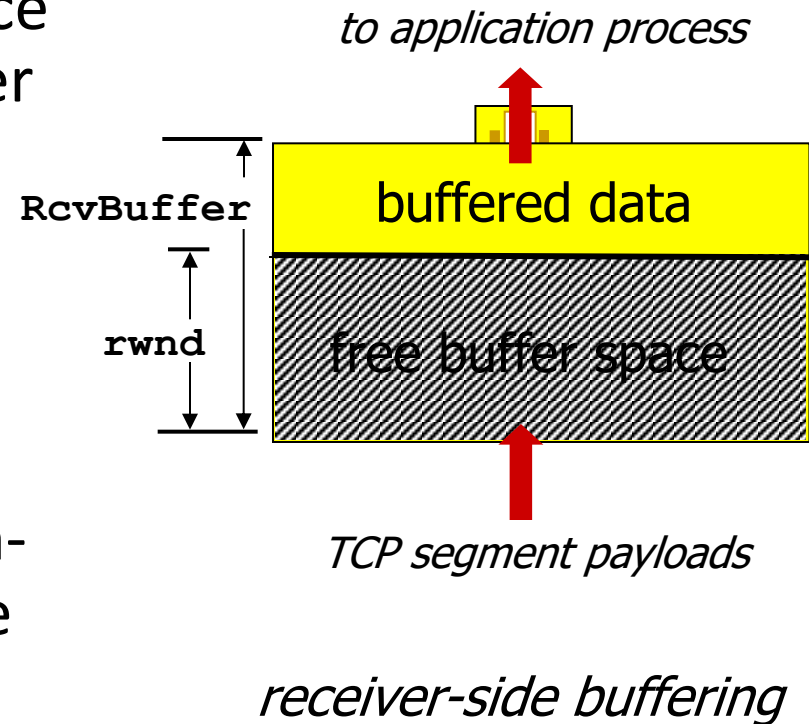 ce
er
to application process
RcvBuffer
buffered data
rwnd
free buffer space
TCP segment payloads
-
e
receiver-side buffering